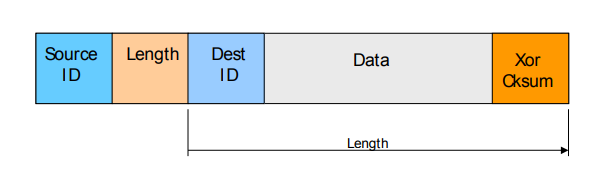 Source
ID
Length
Dest
ID
Data
Xor
Cksum
Length